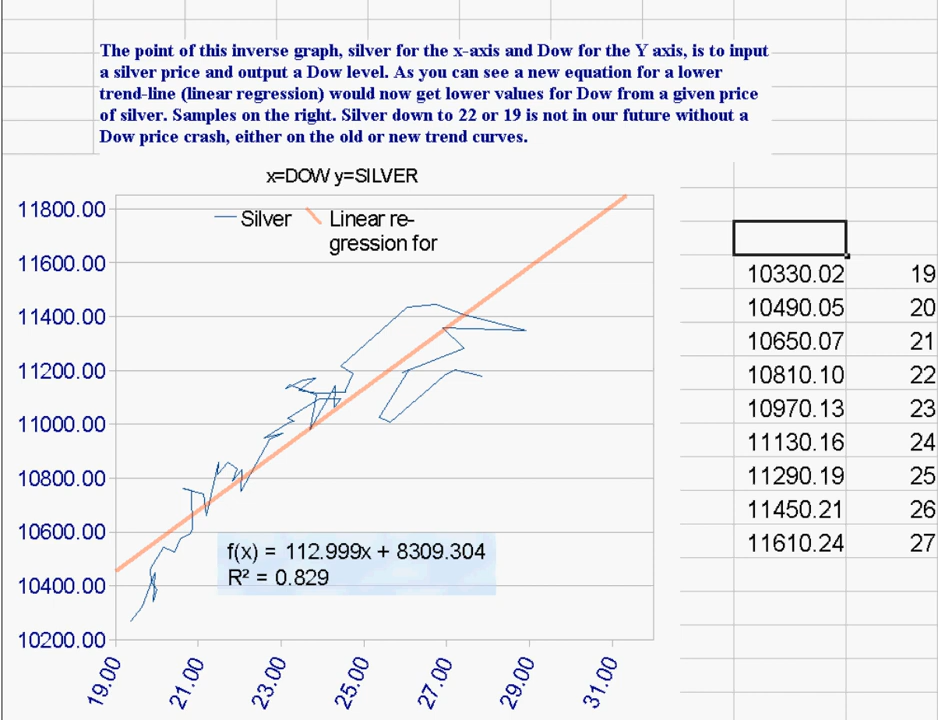 The point of this inverse graph, silver for the x-axis and Dow for the Y axis, is to input
a silver price and output a Dow level. As you can see a new equation for a lower
trend-line (linear regression) would now get lower values for Dow from a given price
of silver. Samples on the right. Silver down to 22 or 19 is not in our future without a
Dow price crash, either on the old or new trend curves.
x=DOW y=SILVER
Silver
Linear re-
gression for
11800.00
11600.00
11400.00
11200.00
11000.00
10800.00
10600.00
10400.00
10200.00
f(x) = 112.999x + 8309.304
R² = 0.829
19.00
21.00
23.00
25.00
27.00
29.00
31.00
10330.02 19
10490.05 20
10650.07 21
10810.10 22
10970.13 23
11130.16 24
11290.19 25
11450.21 26
11610.24 27